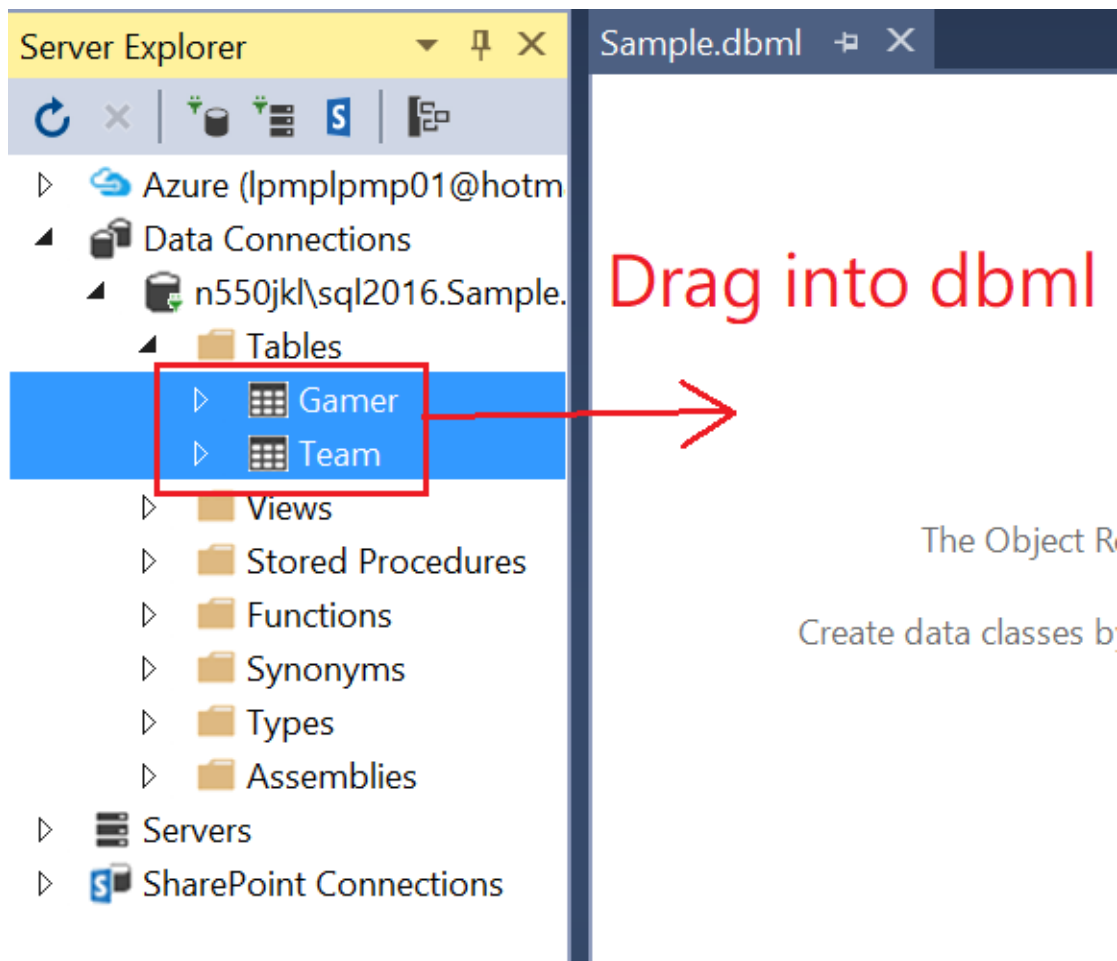 Server Explorer
Sample.dbml
Azure (lpmplpmp01@hotm
Data Connections
n550jkl\sql2016.Sample.
Drag into dbml
Tables
Gamer
Team
Views
The Object R
Stored Procedures
Functions
Create data classes b
Synonyms
Types
Assemblies
Servers
SharePoint Connections